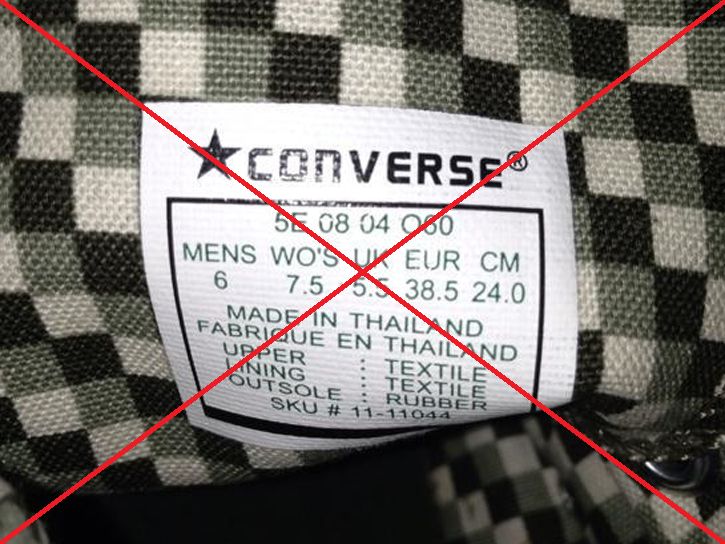 ★CONVERSE®
5E 08 04 O60
MENS WO'S UK EUR CM
6 7.5 5.5 38.5 24.0
MADE IN THAILAND
FABRIQUE EN THAILAND
UPPER : TEXTILE
LINING : TEXTILE
OUTSOLE : RUBBER
SKU # 11-11044